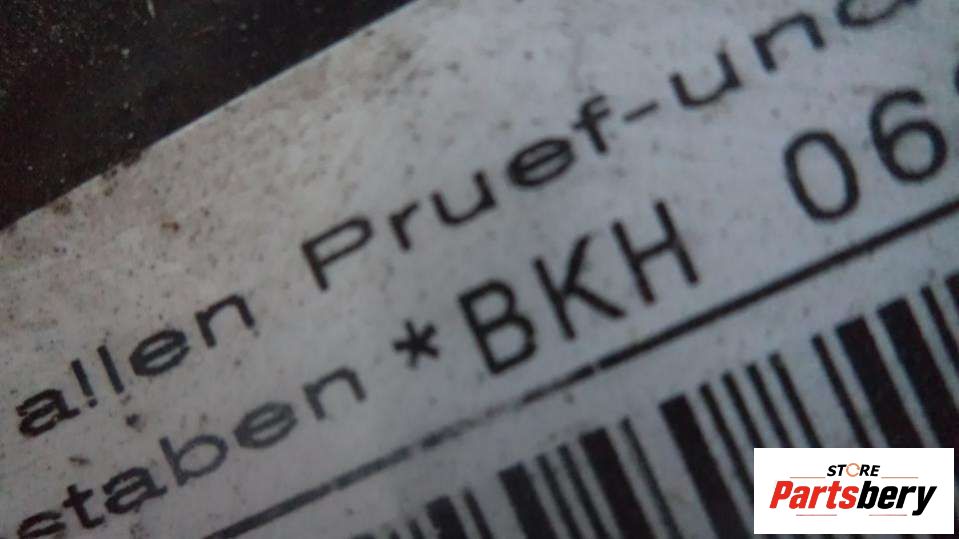 allen Pruef-und
staben *BKH 06
STORE
Partsbery